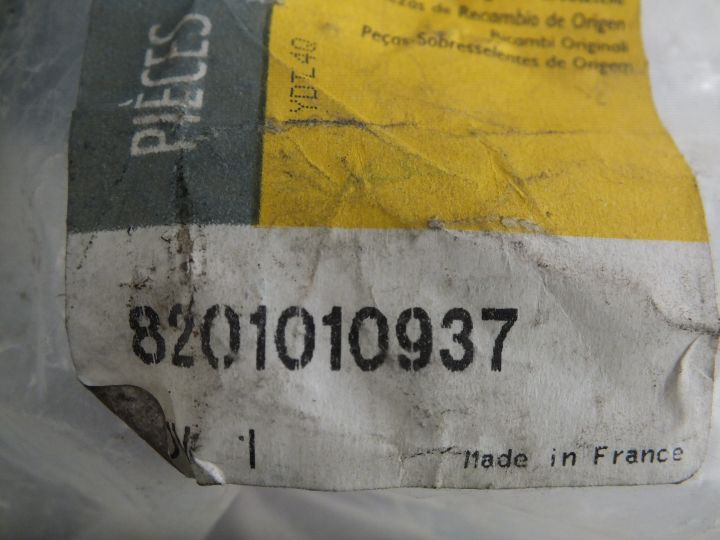 PIÈCES
YDZ40
Piezas de Recambio de Origen
Ricambi Originali
Peças Sobresselentes de Origem
8201010937
1
Made in France